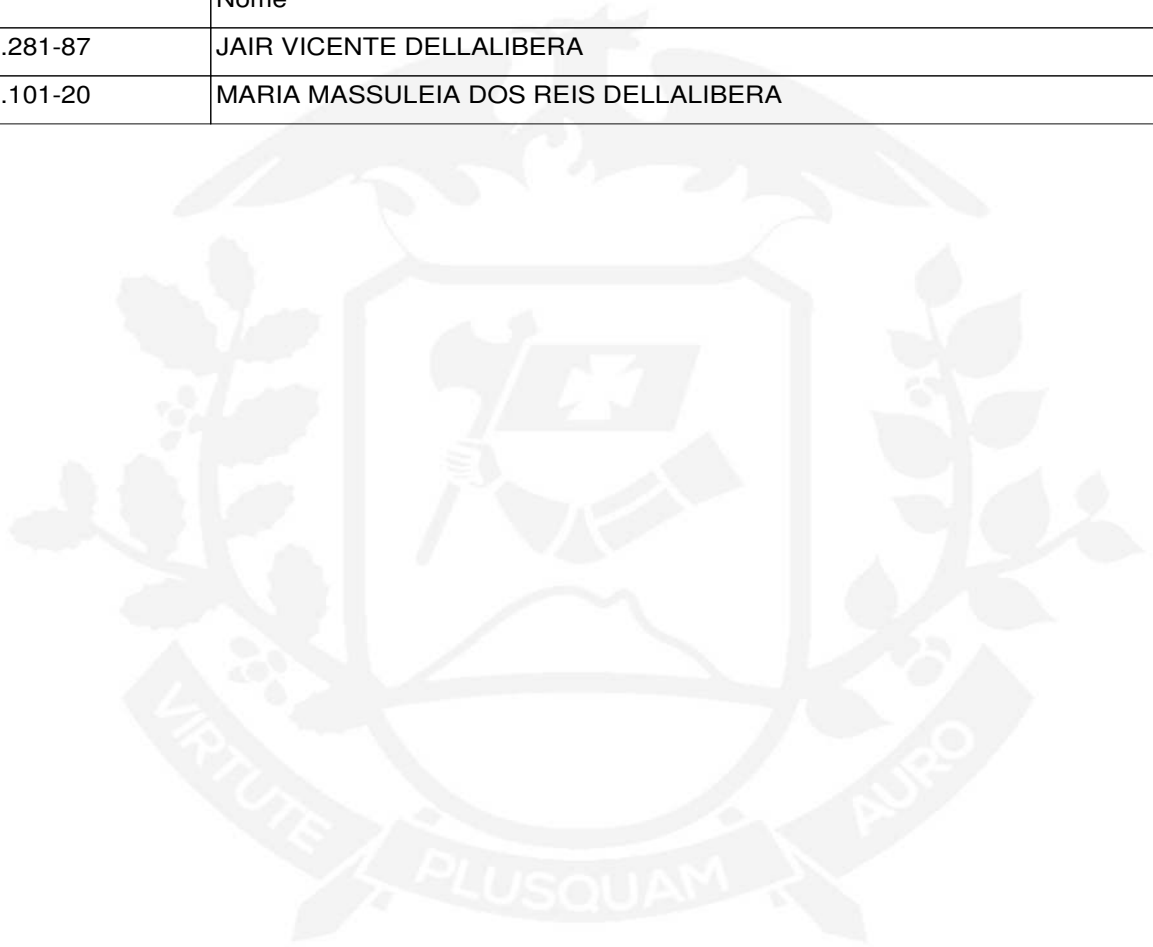 Nome
.281-87 JAIR VICENTE DELLALIBERA
.101-20 MARIA MASSULEIA DOS REIS DELLALIBERA
VIRTUTE PLUSQUAM AURO